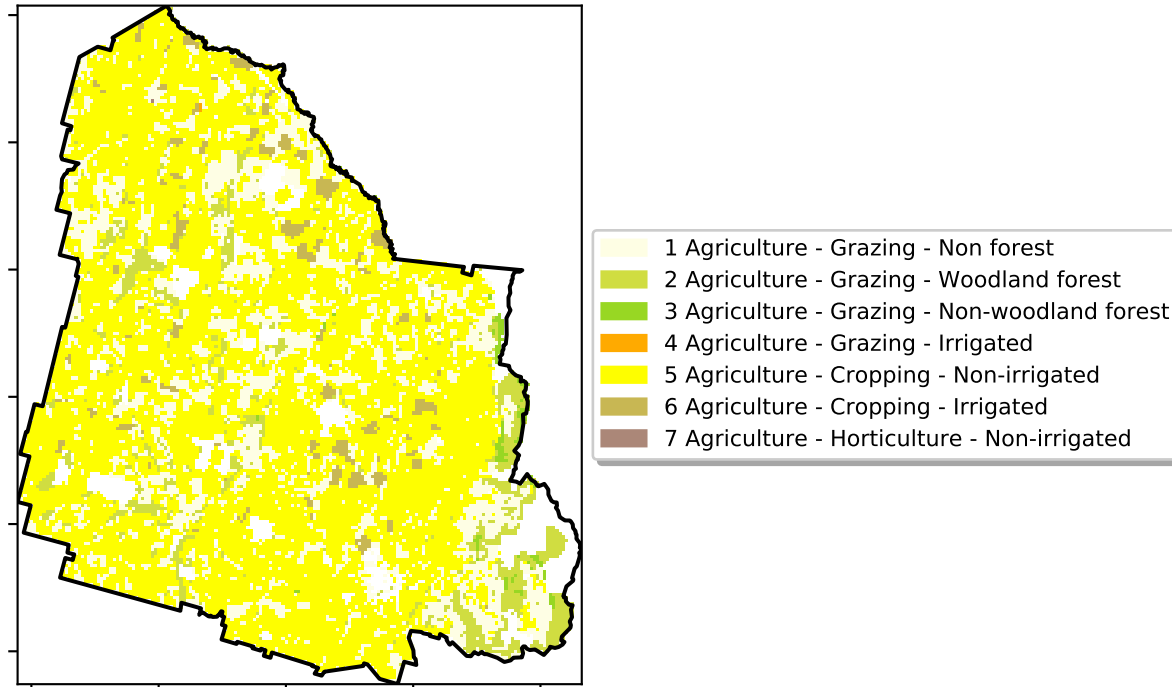 1 Agriculture - Grazing - Non forest
2 Agriculture - Grazing - Woodland forest
3 Agriculture - Grazing - Non-woodland forest
4 Agriculture - Grazing - Irrigated
5 Agriculture - Cropping - Non-irrigated
6 Agriculture - Cropping - Irrigated
7 Agriculture - Horticulture - Non-irrigated